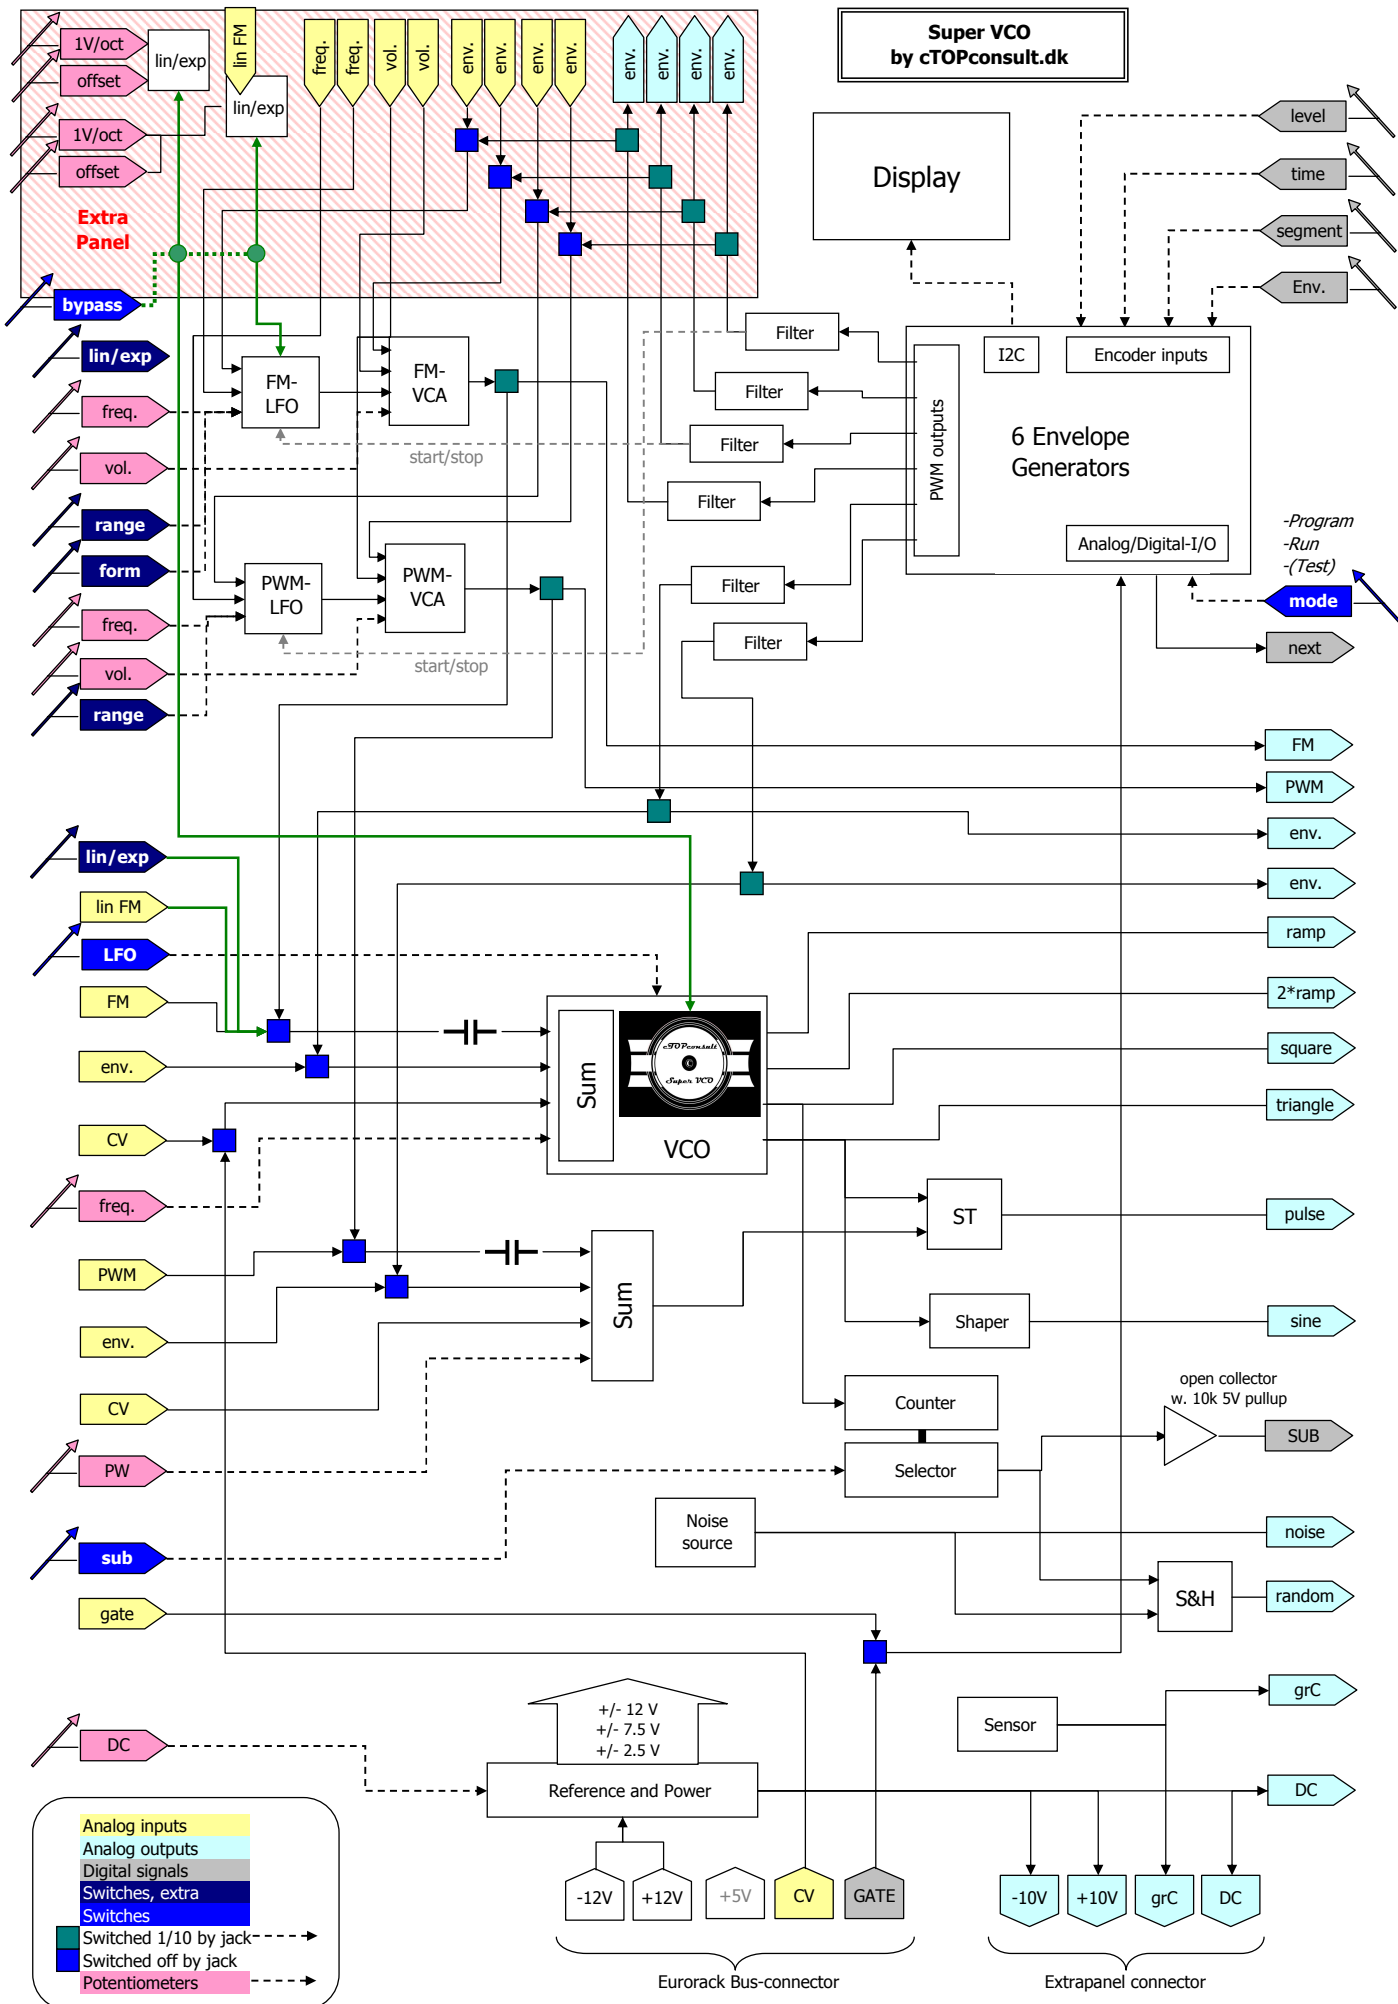 Super VCO
by cTOPconsult.dk
1V/oct
offset
lin/exp
lin FM
lin/exp
1V/oct
offset
freq.
freq.
vol.
vol.
env.
env.
env.
env.
env.
env.
env.
env.
Extra
Panel
Display
level
time
segment
Env.
bypass
lin/exp
freq.
vol.
range
form
freq.
vol.
range
FM-
LFO
FM-
VCA
start/stop
PWM-
LFO
PWM-
VCA
start/stop
Filter
Filter
Filter
Filter
Filter
Filter
PWM outputs
I2C
Encoder inputs
6 Envelope
Generators
Analog/Digital-I/O
-Program
-Run
-(Test)
mode
next
FM
PWM
env.
env.
ramp
2*ramp
square
triangle
pulse
sine
lin/exp
lin FM
LFO
FM
env.
CV
freq.
PWM
env.
CV
PW
sub
gate
DC
Sum
cTOPconsult
©
Super VCO
VCO
Sum
ST
Shaper
Counter
Selector
open collector
w. 10k 5V pullup
SUB
Noise
source
noise
S&H
random
grC
Sensor
DC
+/- 12 V
+/- 7.5 V
+/- 2.5 V
Reference and Power
-12V
+12V
+5V
CV
GATE
Eurorack Bus-connector
-10V
+10V
grC
DC
Extrapanel connector
Analog inputs
Analog outputs
Digital signals
Switches, extra
Switches
Switched 1/10 by jack
Switched off by jack
Potentiometers